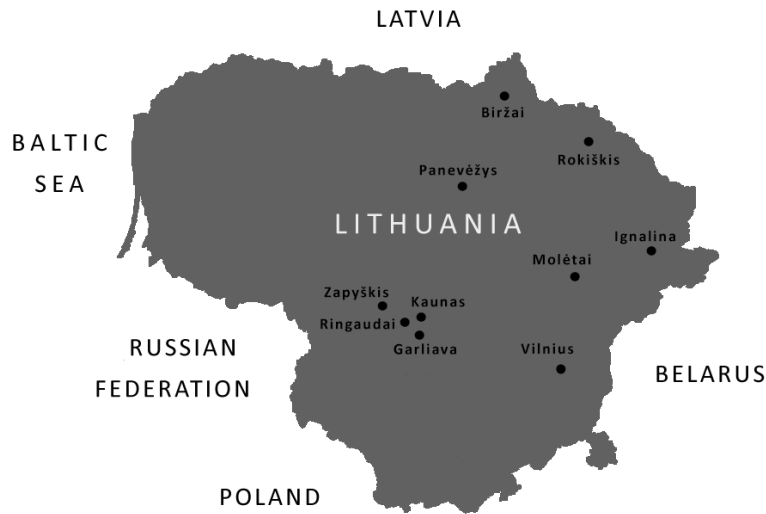 LATVIA
Biržai
BALTIC
SEA
Rokiškis
Panevėžys
LITHUANIA
Ignalina
Molėtai
Zapyškis
Kaunas
Ringaudai
Garliava
Vilnius
RUSSIAN
FEDERATION
BELARUS
POLAND